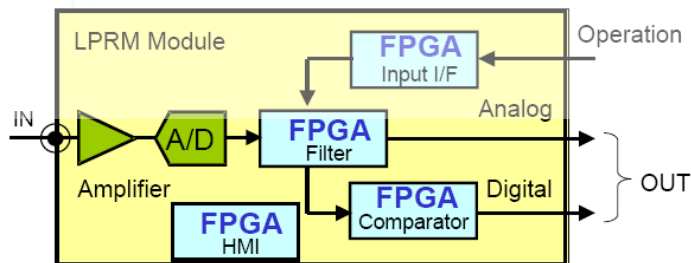 LPRM Module
FPGA
Input I/F
Operation
IN
A/D
FPGA
Filter
Analog
Amplifier
FPGA
Comparator
Digital
OUT
FPGA
HMI